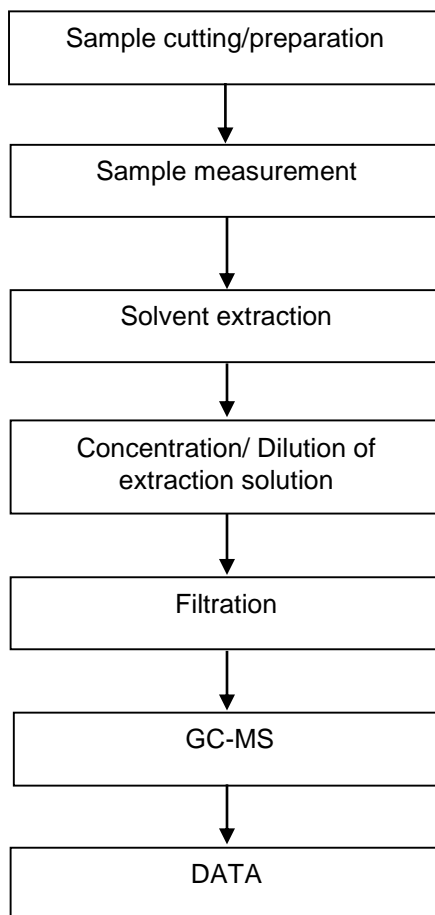 Sample cutting/preparation
Sample measurement
Solvent extraction
Concentration/ Dilution of
extraction solution
Filtration
GC-MS
DATA